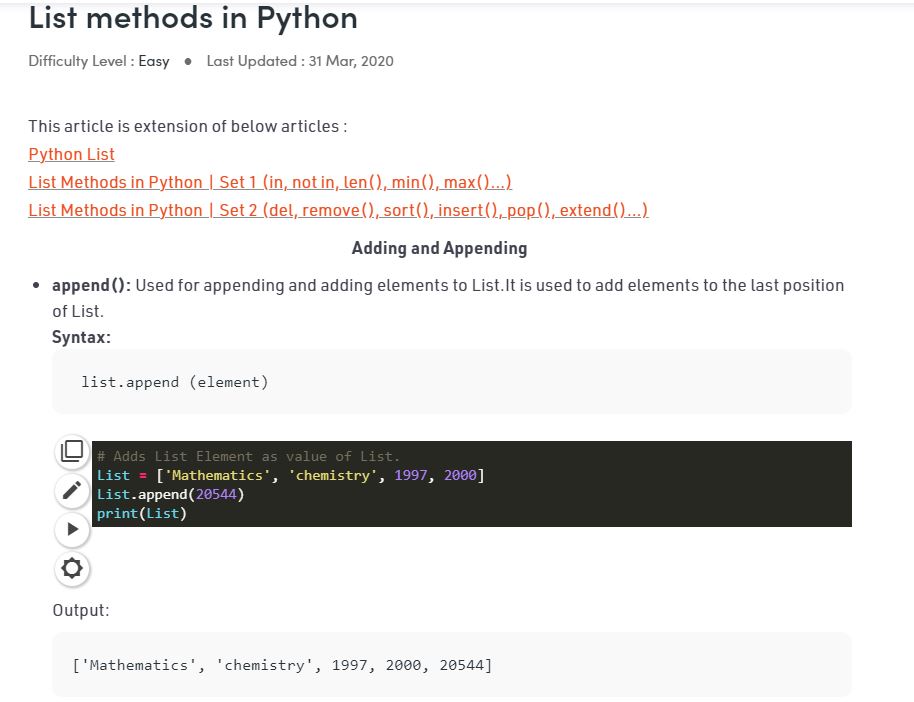 List methods in Python
Difficulty Level : Easy ● Last Updated : 31 Mar, 2020
This article is extension of below articles :
Python List
List Methods in Python | Set 1 (in, not in, len(), min(), max()...)
List Methods in Python | Set 2 (del, remove(), sort(), insert(), pop(), extend()...)
Adding and Appending
• append(): Used for appending and adding elements to List.It is used to add elements to the last position
of List.
Syntax:
list.append (element)
# Adds List Element as value of List.
List = ['Mathematics', 'chemistry', 1997, 2000]
List.append(20544)
print(List)
Output:
['Mathematics', 'chemistry', 1997, 2000, 20544]